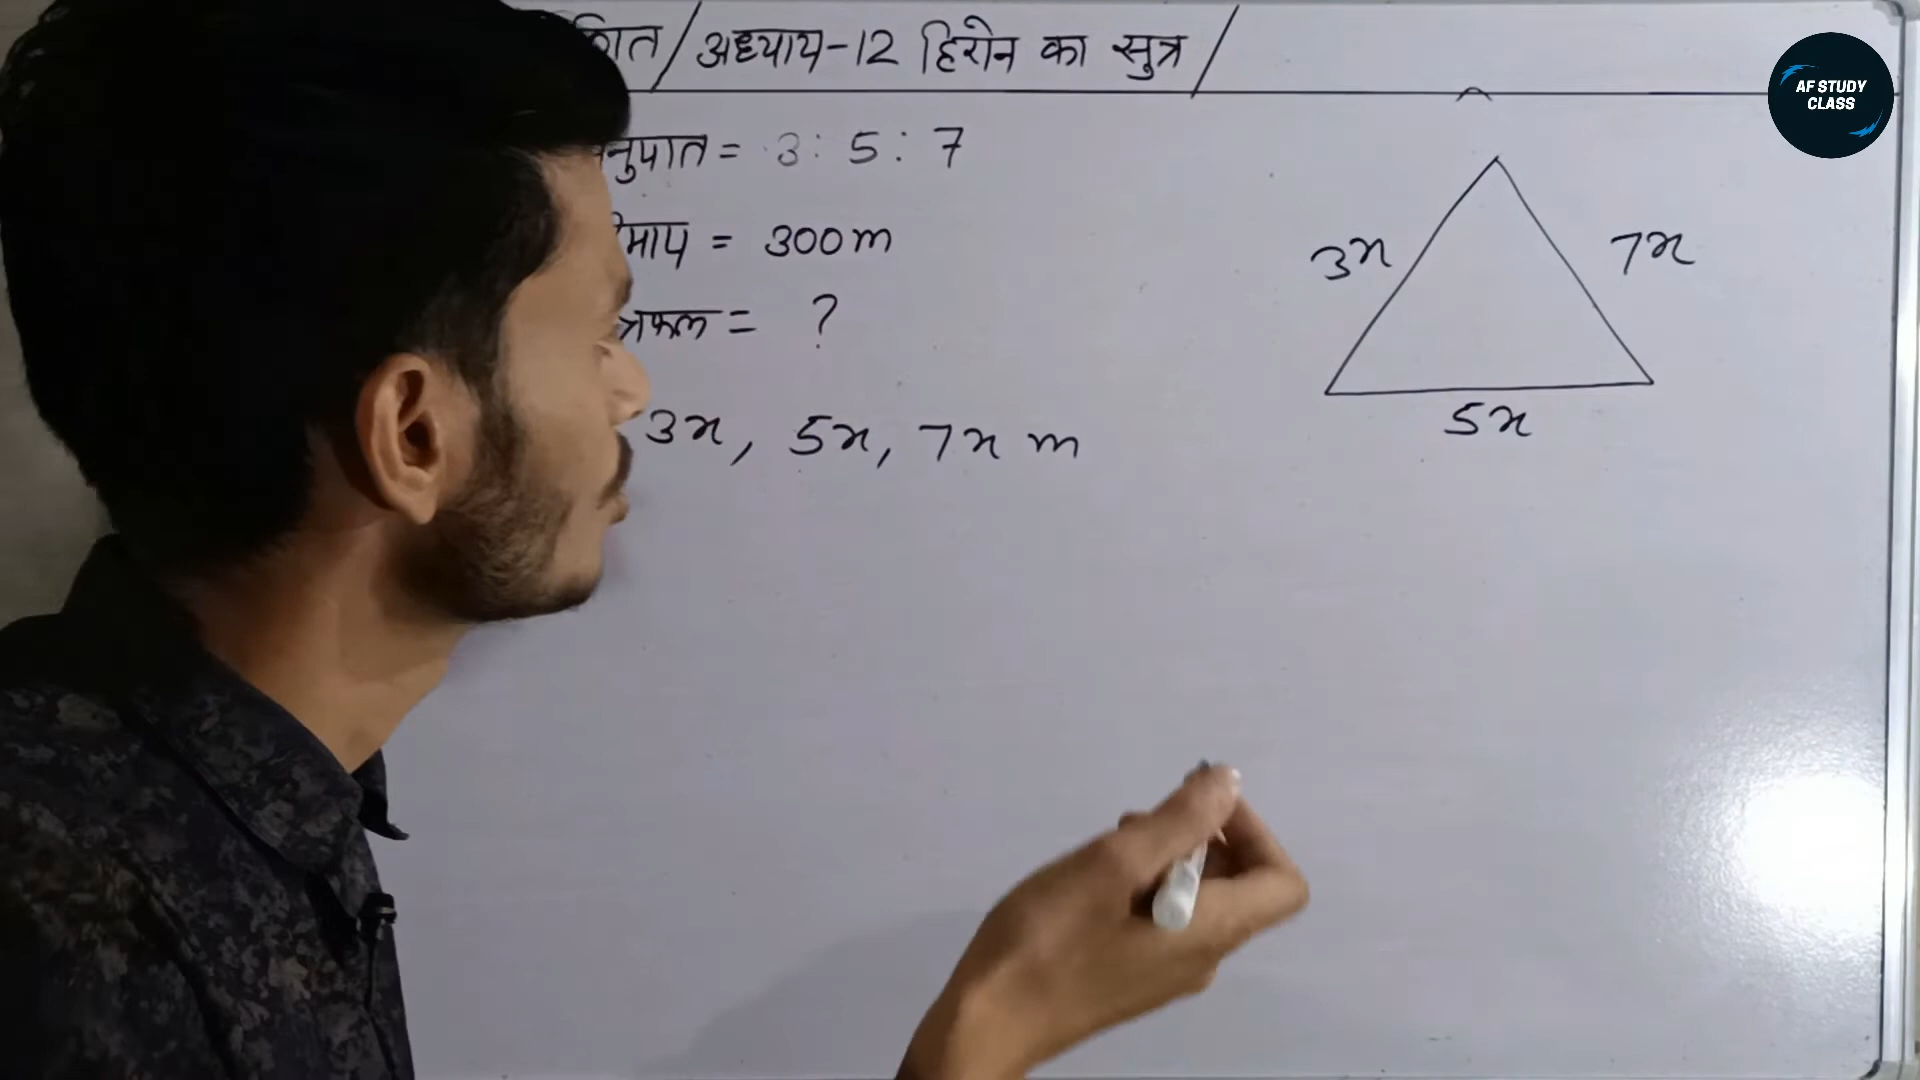 /अध्याय-12 हिरोन का सुत्र/
= 3: 5: 7
= 300m
= ?
3x, 5x, 7x m
3x
7x
5x
AF STUDY
CLASS